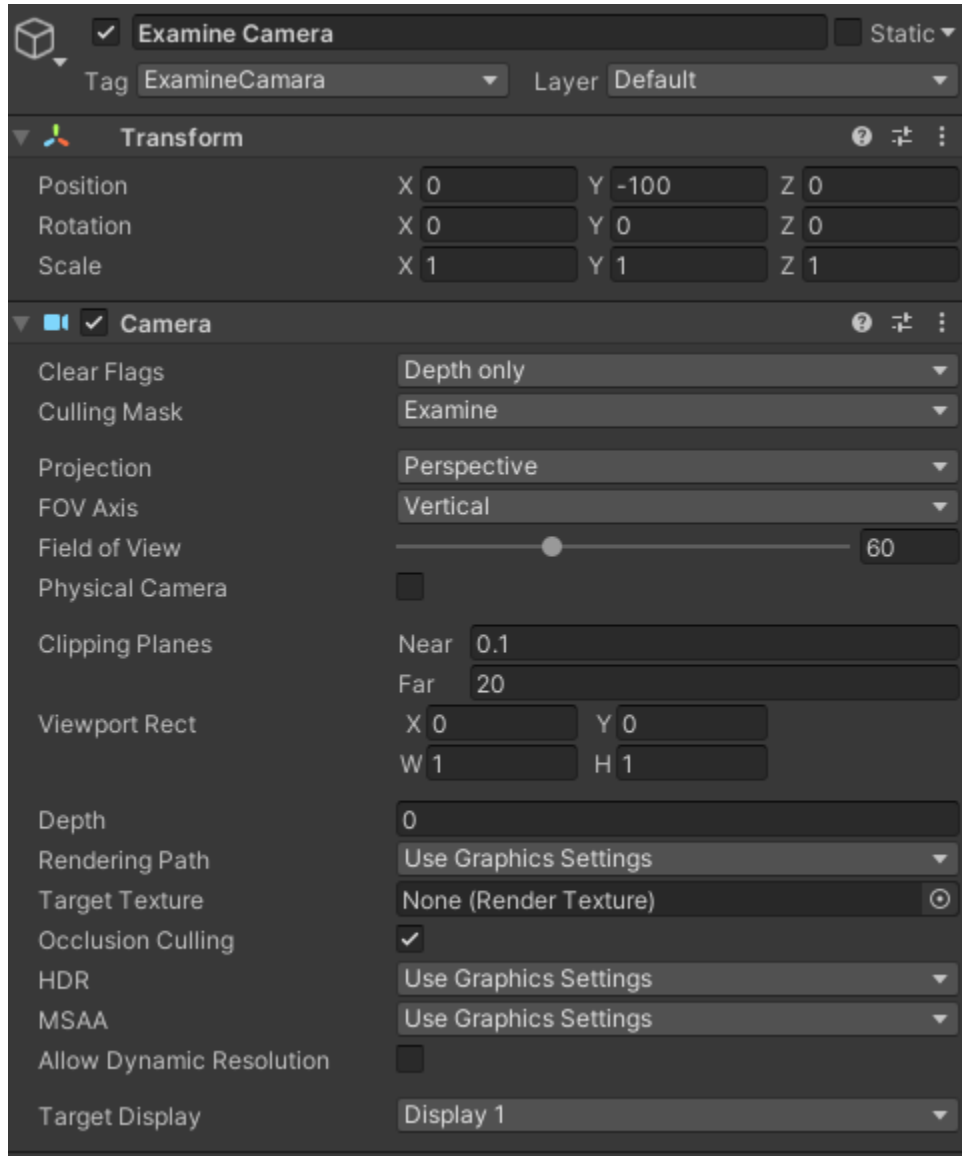 Examine Camera Static
Tag ExamineCamara Layer Default
Transform
Position X 0 Y -100 Z 0
Rotation X 0 Y 0 Z 0
Scale X 1 Y 1 Z 1
Camera
Clear Flags Depth only
Culling Mask Examine
Projection Perspective
FOV Axis Vertical
Field of View 60
Physical Camera
Clipping Planes Near 0.1
Far 20
Viewport Rect X 0 Y 0
W 1 H 1
Depth 0
Rendering Path Use Graphics Settings
Target Texture None (Render Texture)
Occlusion Culling
HDR Use Graphics Settings
MSAA Use Graphics Settings
Allow Dynamic Resolution
Target Display Display 1